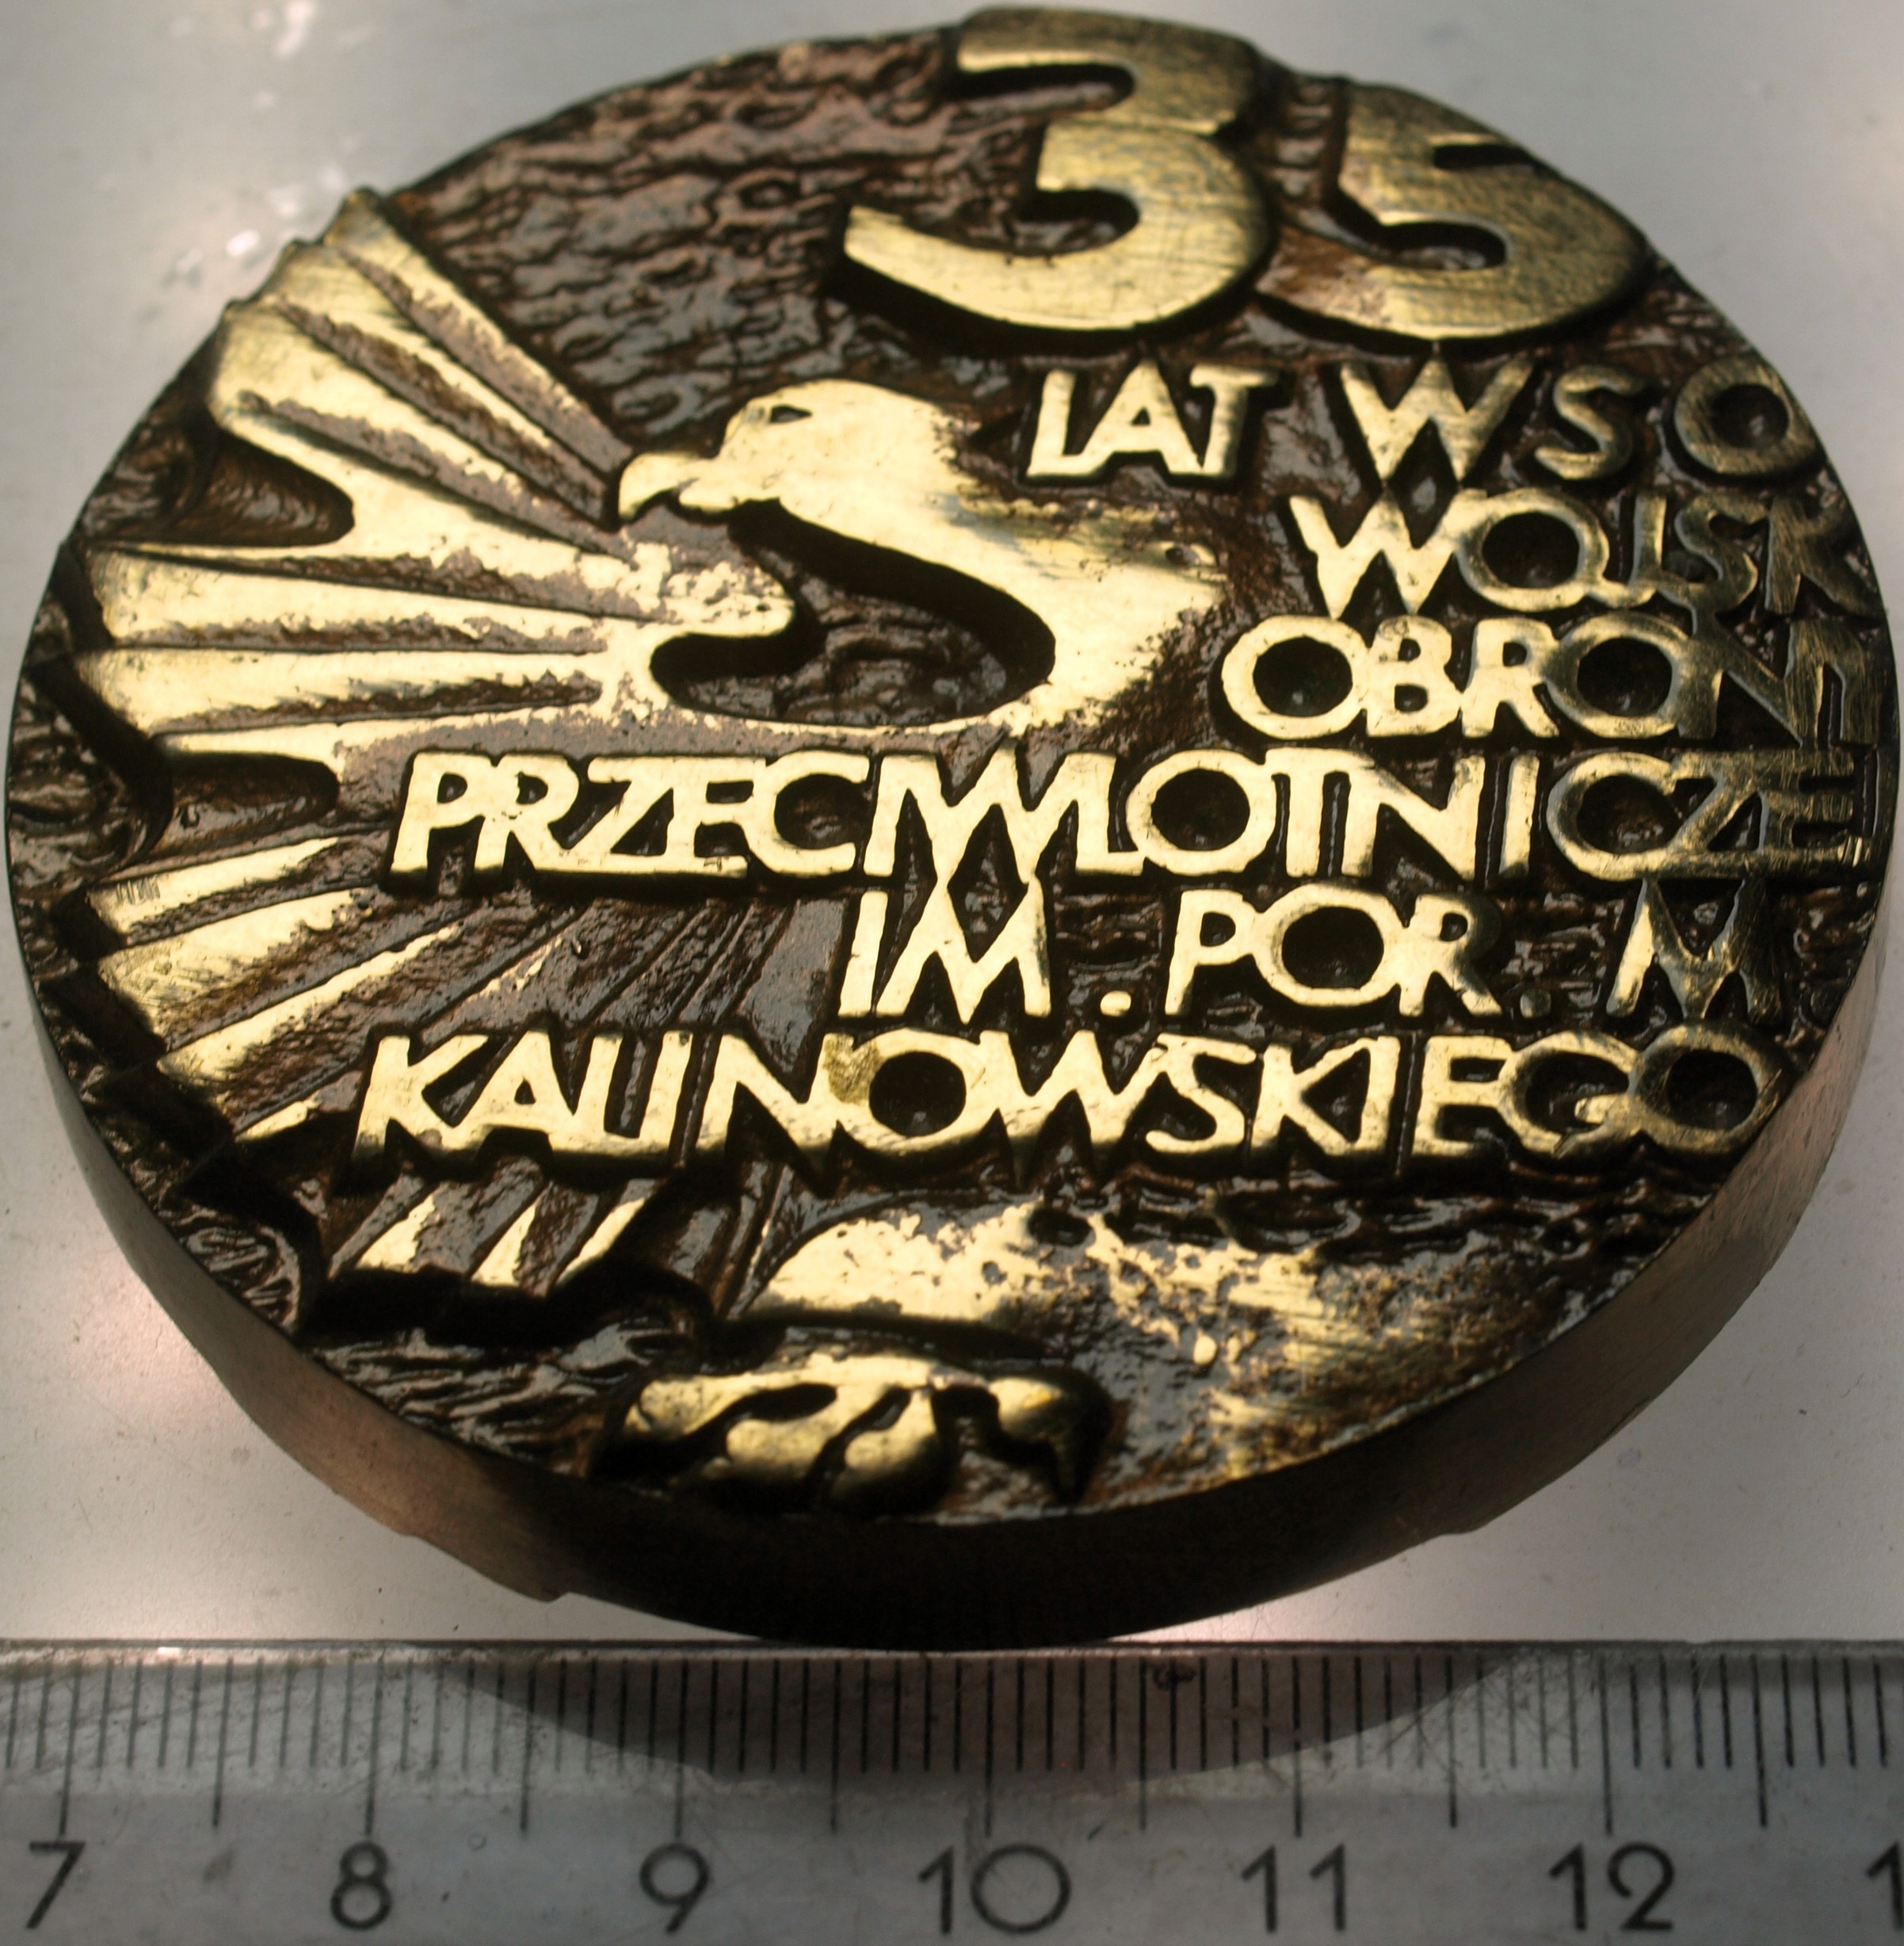 35
LAT WSO
WOJSK
OBRONY
PRZECIWLOTNICZEJ
IM. POR. M.
KALINOWSKIEGO
7 8 9 10 11 12